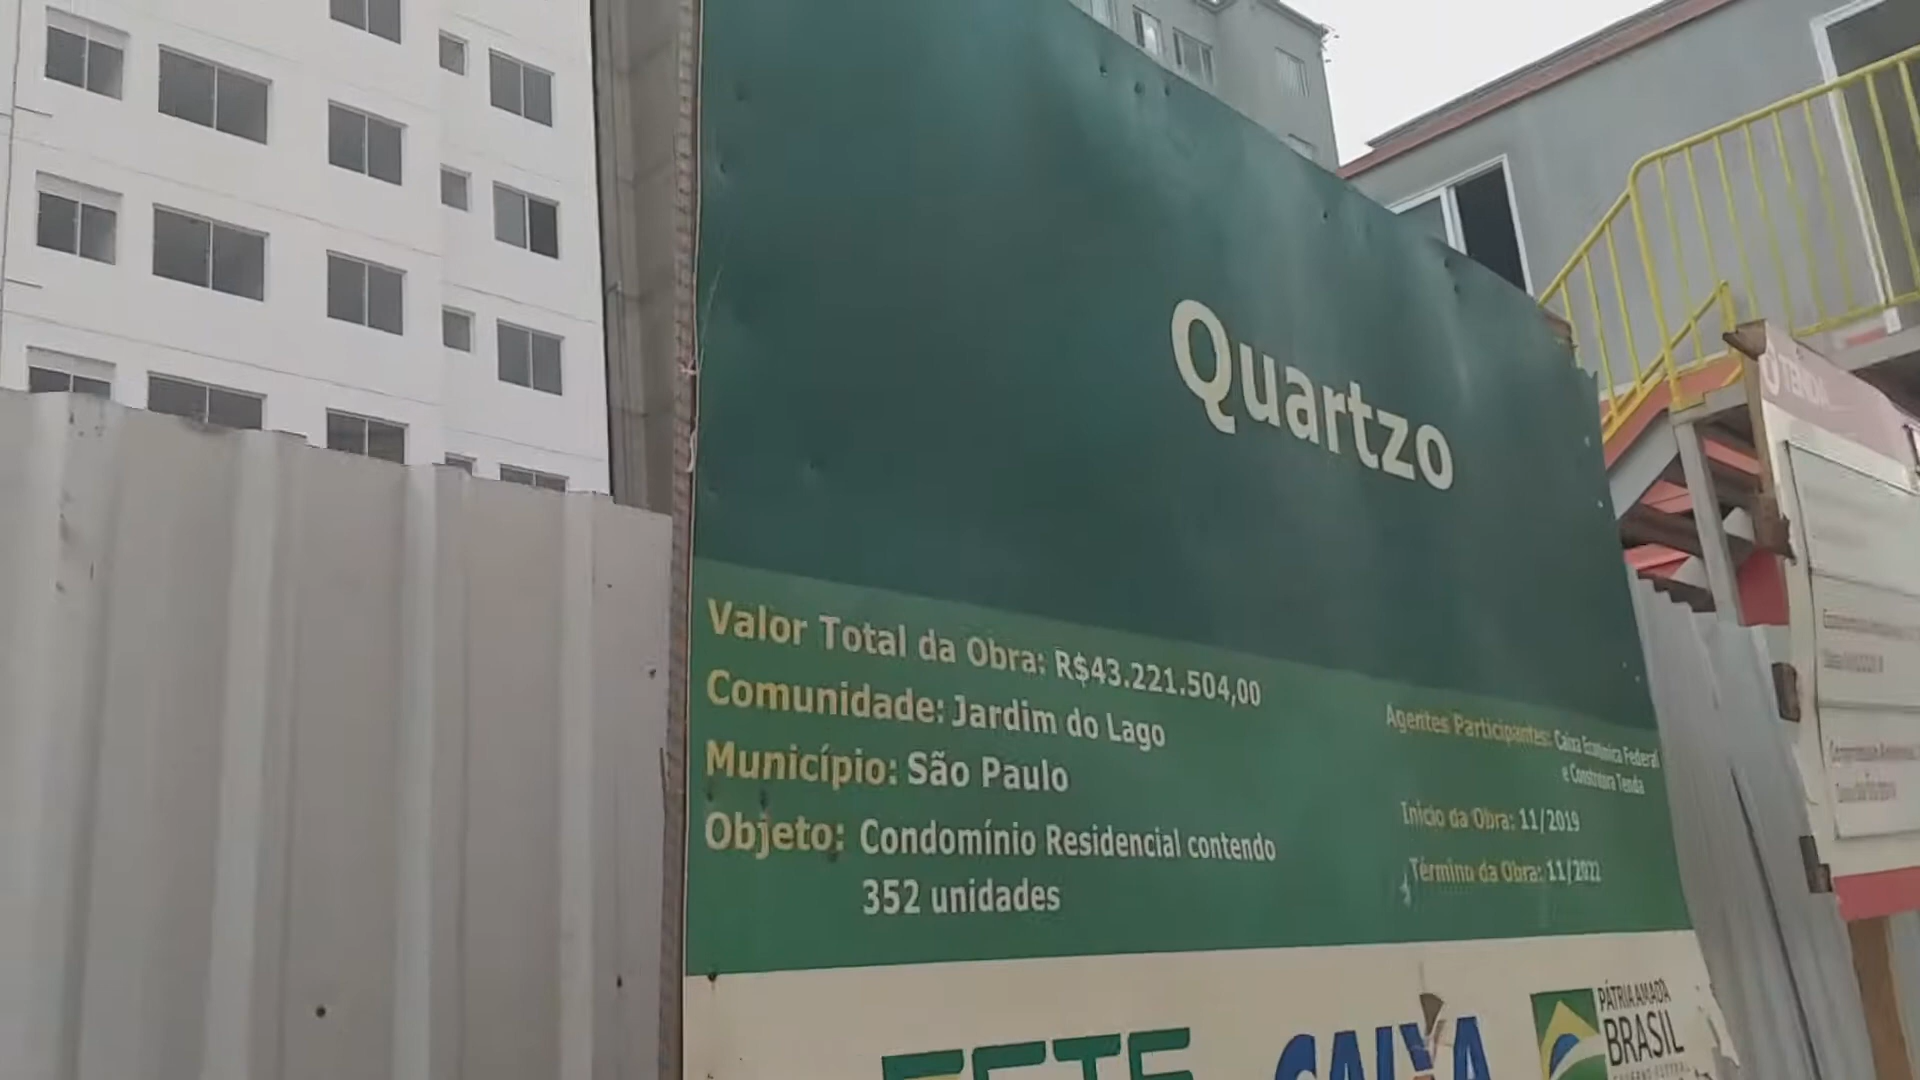 Quartzo
Valor Total da Obra: R$43.221.504,00
Comunidade: Jardim do Lago
Município: São Paulo
Objeto: Condomínio Residencial contendo
352 unidades
Agentes Participantes: Caixa Econômica Federal
e Construtora Tenda
Início da Obra: 11/2019
Término da Obra: 11/2022
CAIXA
PÁTRIA AMADA
BRASIL
TENDA